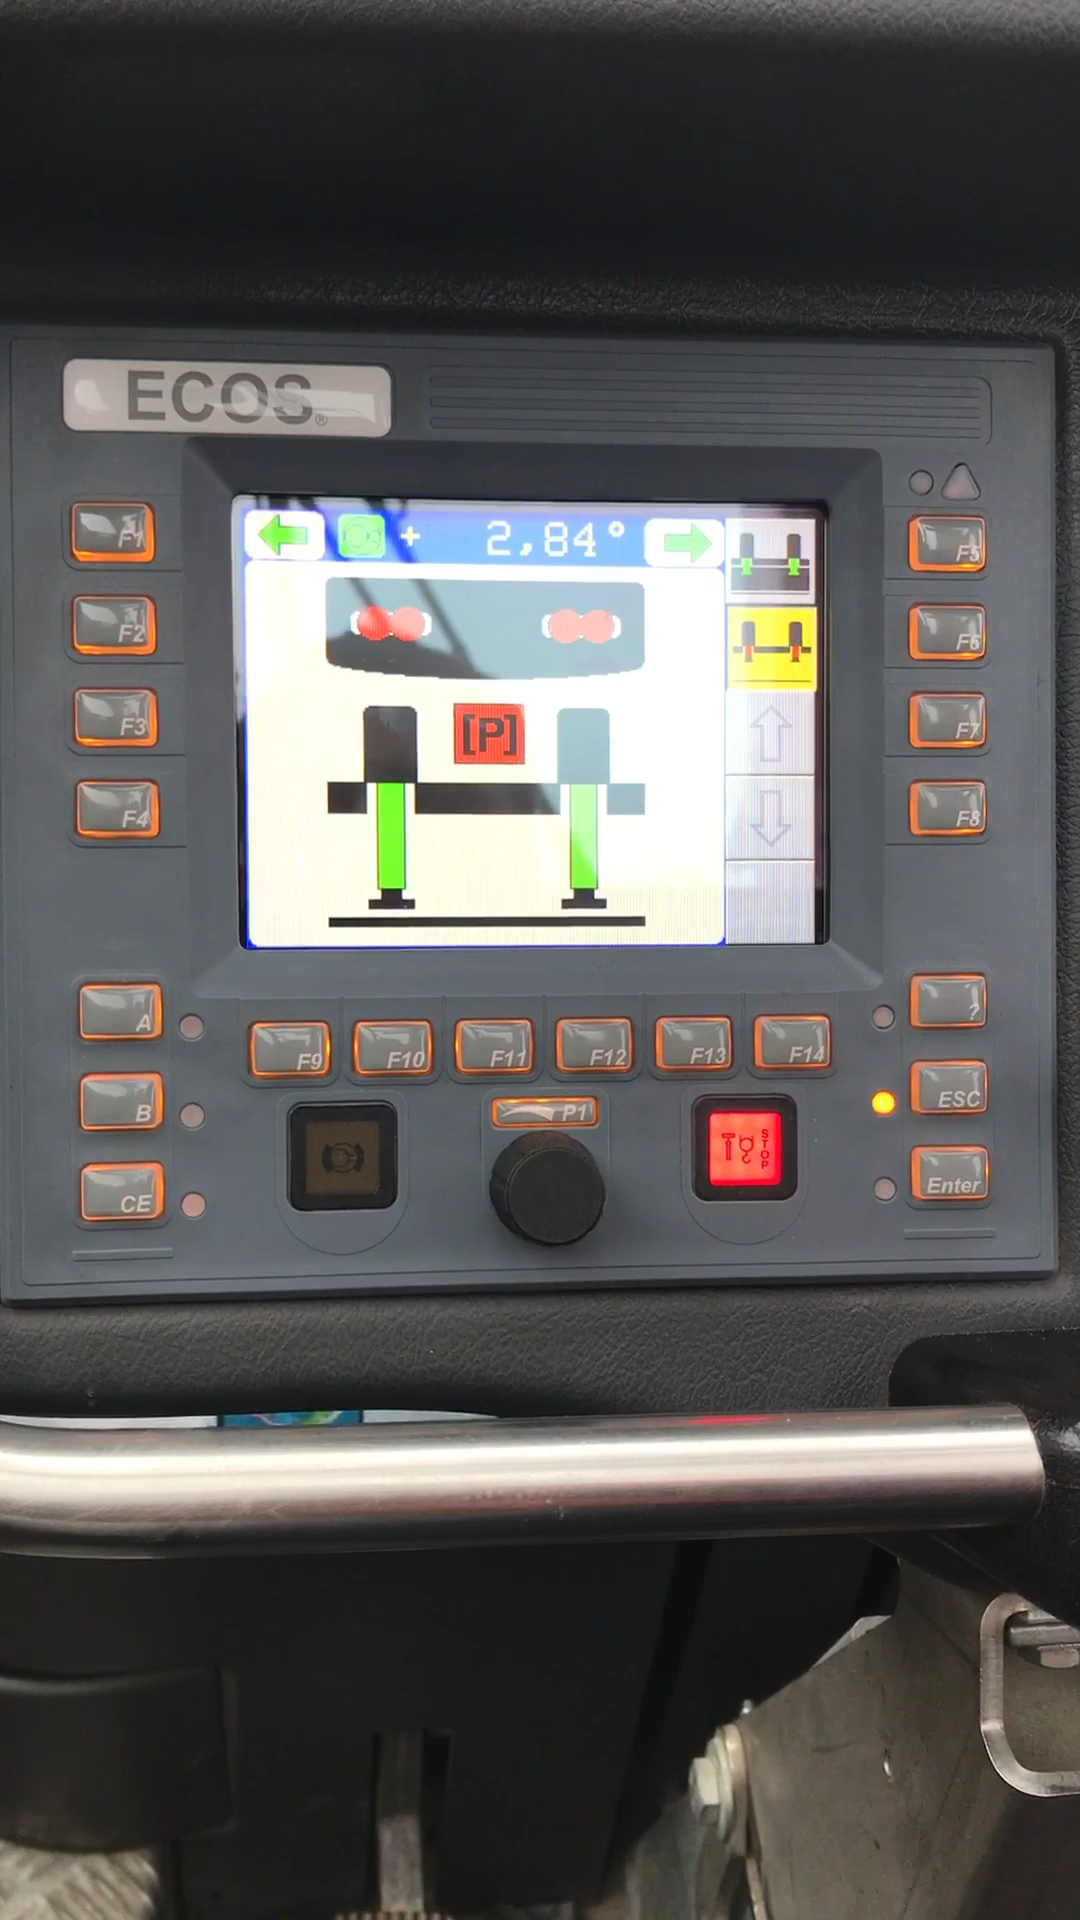 ECOS®
+ 2,84°
F1
F5
F2
F6
[P]
F3
F7
F4
F8
A
?
F9 F10 F11 F12 F13 F14
B
P1
ESC
STOP
CE
Enter